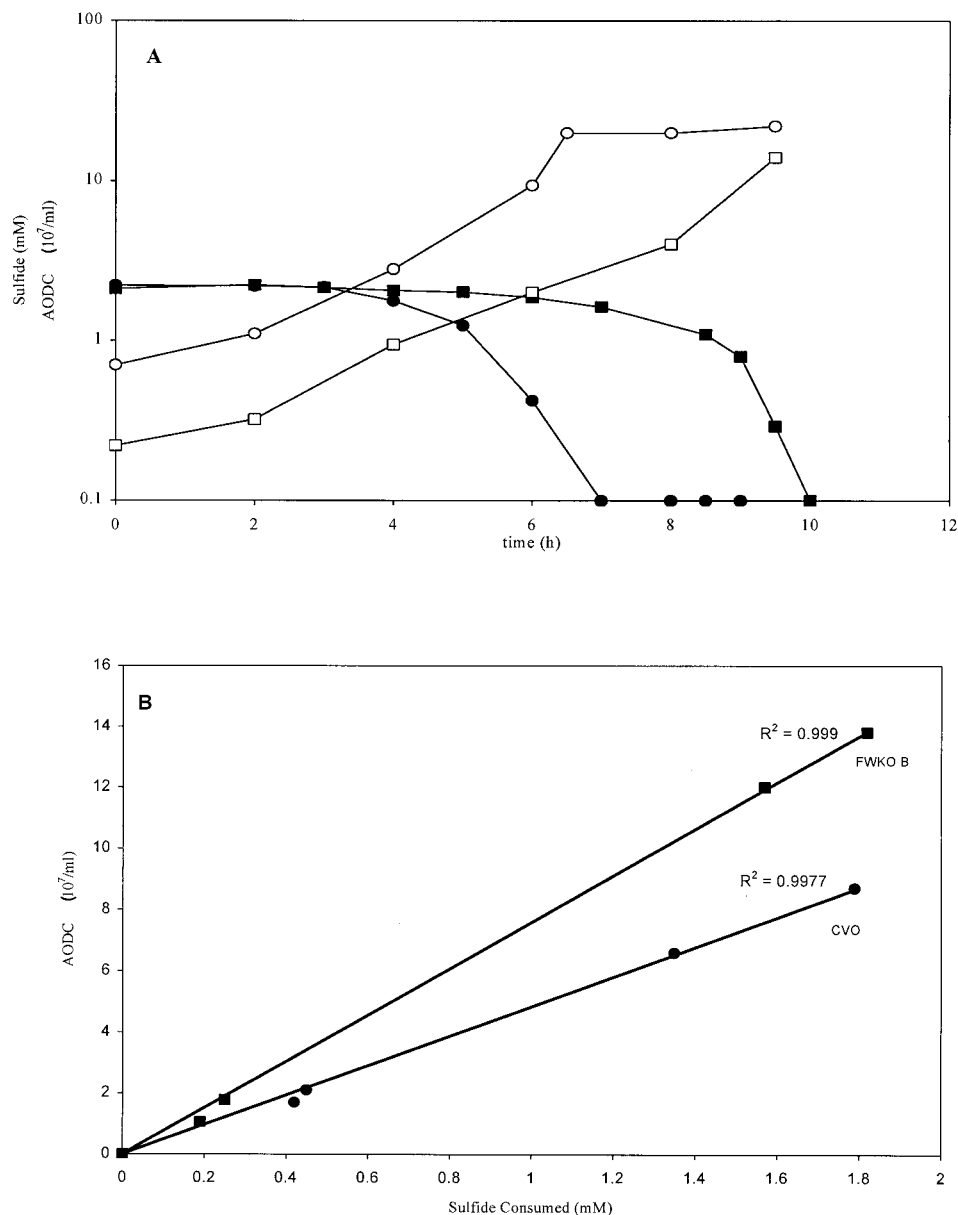 A
100
10
1
0.1
Sulfide (mM)
AODC (10⁷/ml)
0 2 4 6 8 10 12
time (h)
B
16
14
12
10
8
6
4
2
0
AODC (10⁷/ml)
R² = 0.999
FWKO B
R² = 0.9977
CVO
0 0.2 0.4 0.6 0.8 1 1.2 1.4 1.6 1.8 2
Sulfide Consumed (mM)